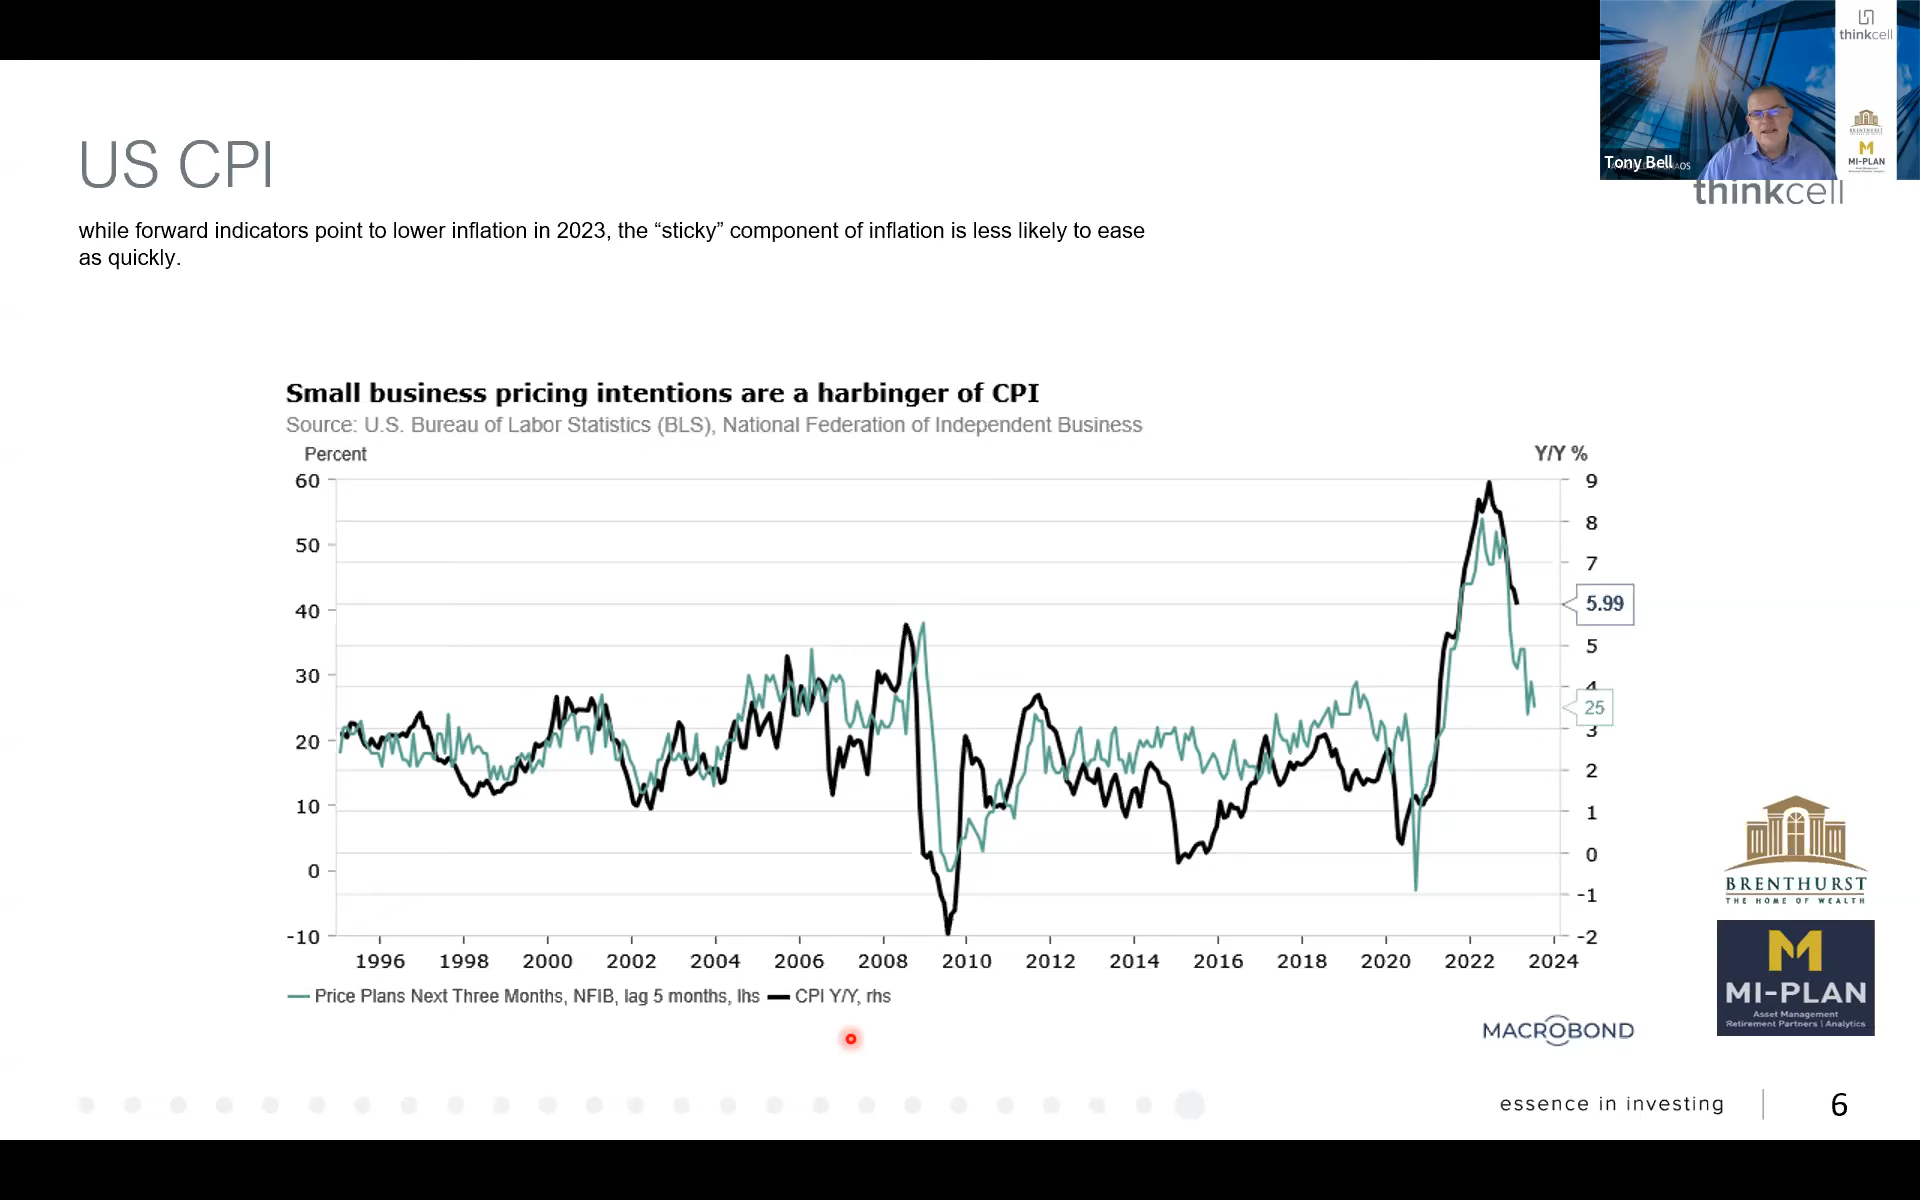 thinkcell
BRENTHURST
MI-PLAN
Tony Bell
thinkcell
US CPI
while forward indicators point to lower inflation in 2023, the “sticky” component of inflation is less likely to ease
as quickly.
Small business pricing intentions are a harbinger of CPI
Source: U.S. Bureau of Labor Statistics (BLS), National Federation of Independent Business
Percent
Y/Y %
60
50
40
30
20
10
0
-10
9
8
7
5.99
5
4
25
3
2
1
0
-1
-2
1996 1998 2000 2002 2004 2006 2008 2010 2012 2014 2016 2018 2020 2022 2024
Price Plans Next Three Months, NFIB, lag 5 months, lhs CPI Y/Y, rhs
MACROBOND
BRENTHURST
THE HOME OF WEALTH
M
MI-PLAN
Asset Management
Retirement Partners | Analytics
essence in investing
6